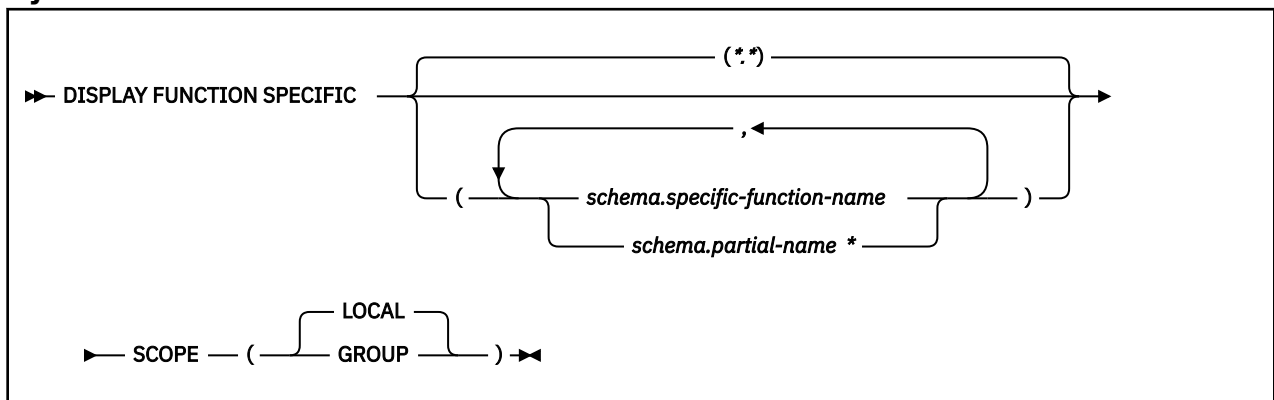 (*.*)
DISPLAY FUNCTION SPECIFIC
,
( schema.specific-function-name )
schema.partial-name *
LOCAL
SCOPE ( GROUP )